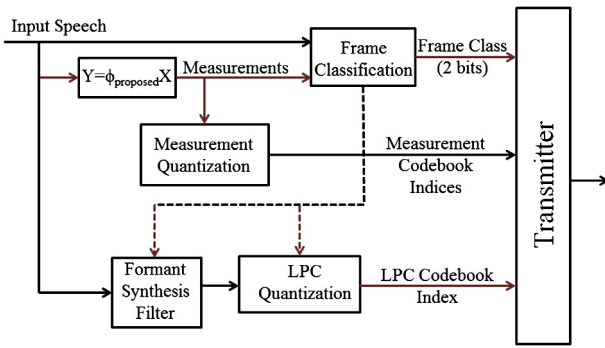 Input Speech
Y=ϕproposedX
Measurements
Frame
Classification
Frame Class
(2 bits)
Measurement
Quantization
Measurement
Codebook
Indices
Formant
Synthesis
Filter
LPC
Quantization
LPC Codebook
Index
Transmitter